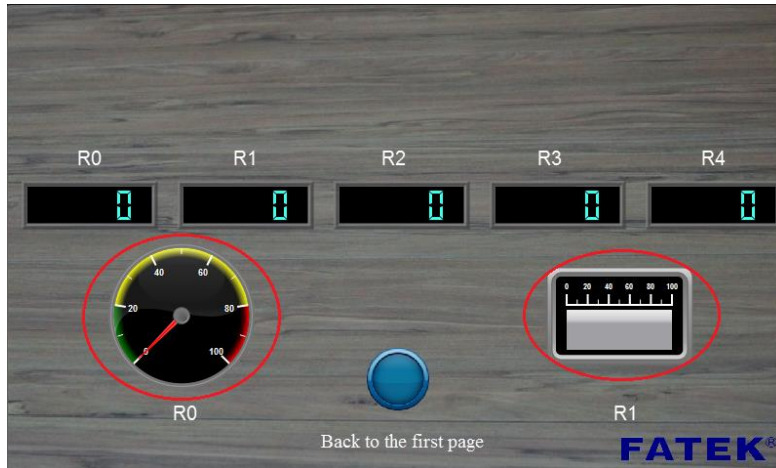 R0 R1 R2 R3 R4
0 0 0 0 0
40 60
20 80
0 100
0 20 40 60 80 100
R0 R1
Back to the first page
FATEK®